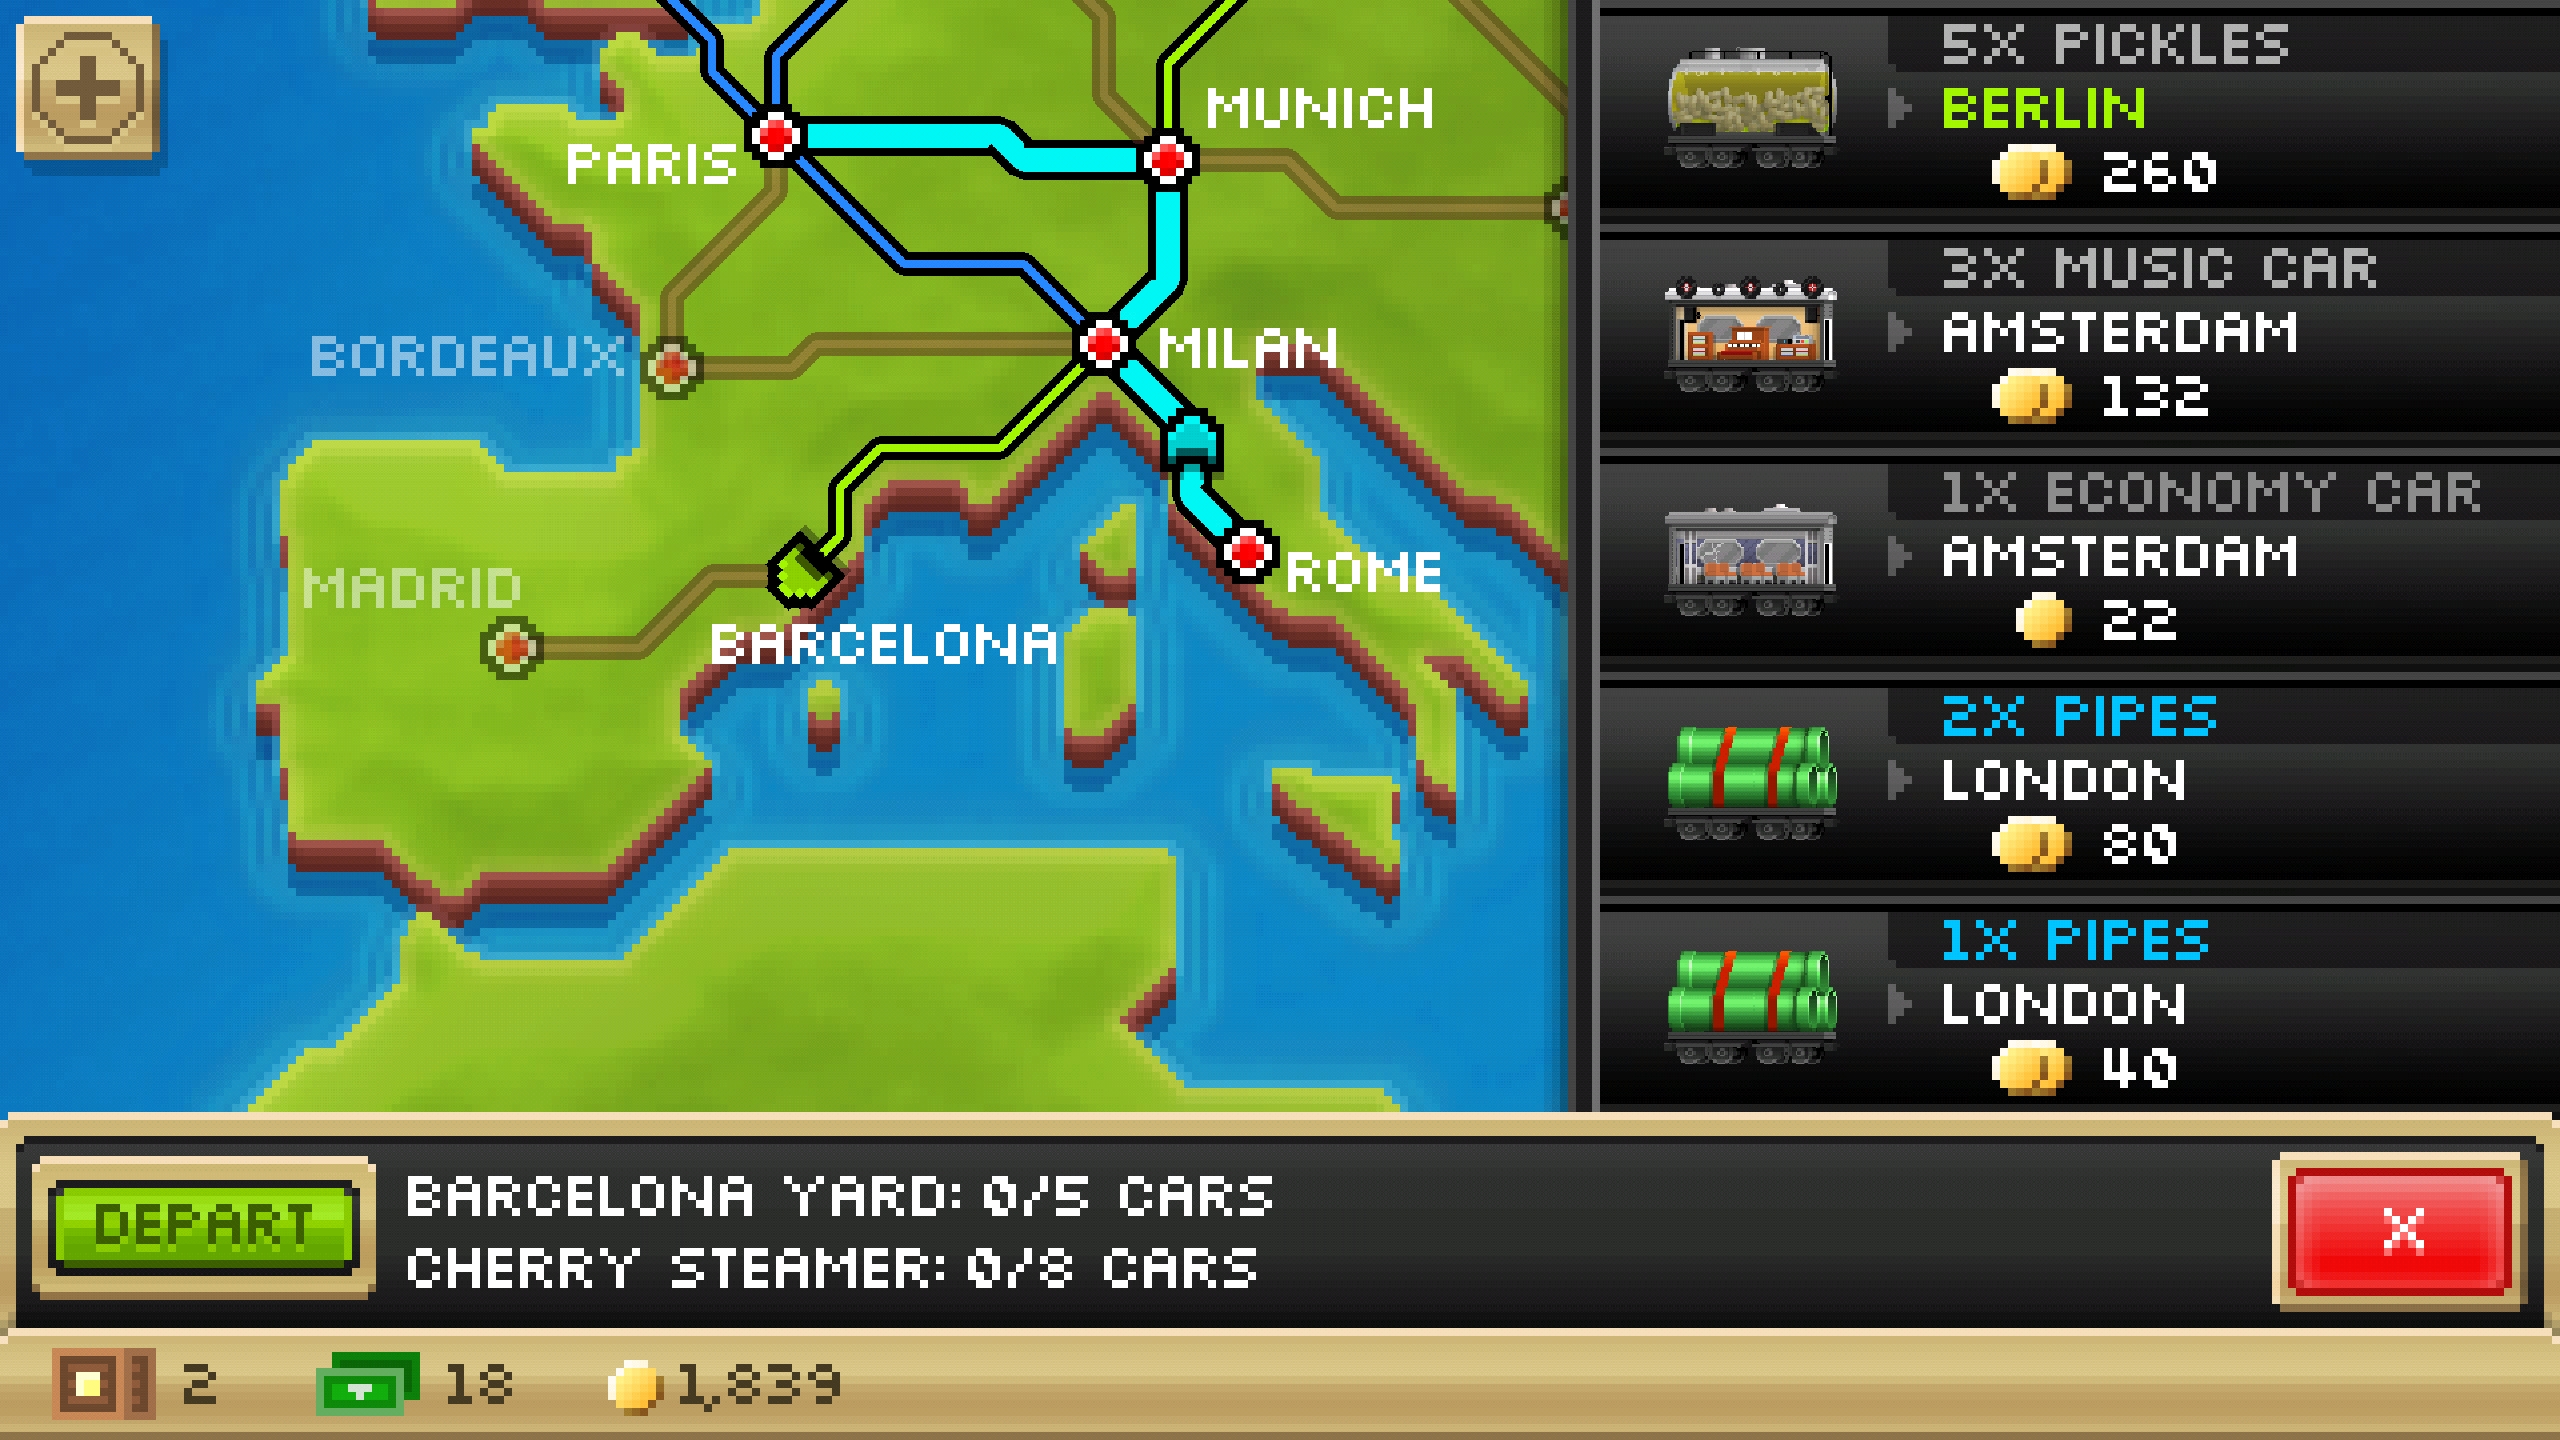 MUNICH
PARIS
BORDEAUX
MILAN
MADRID
ROME
BARCELONA
5X PICKLES
BERLIN
260
3X MUSIC CAR
AMSTERDAM
132
1X ECONOMY CAR
AMSTERDAM
22
2X PIPES
LONDON
80
1X PIPES
LONDON
40
DEPART
BARCELONA YARD: 0/5 CARS
CHERRY STEAMER: 0/8 CARS
X
2
18
1,839